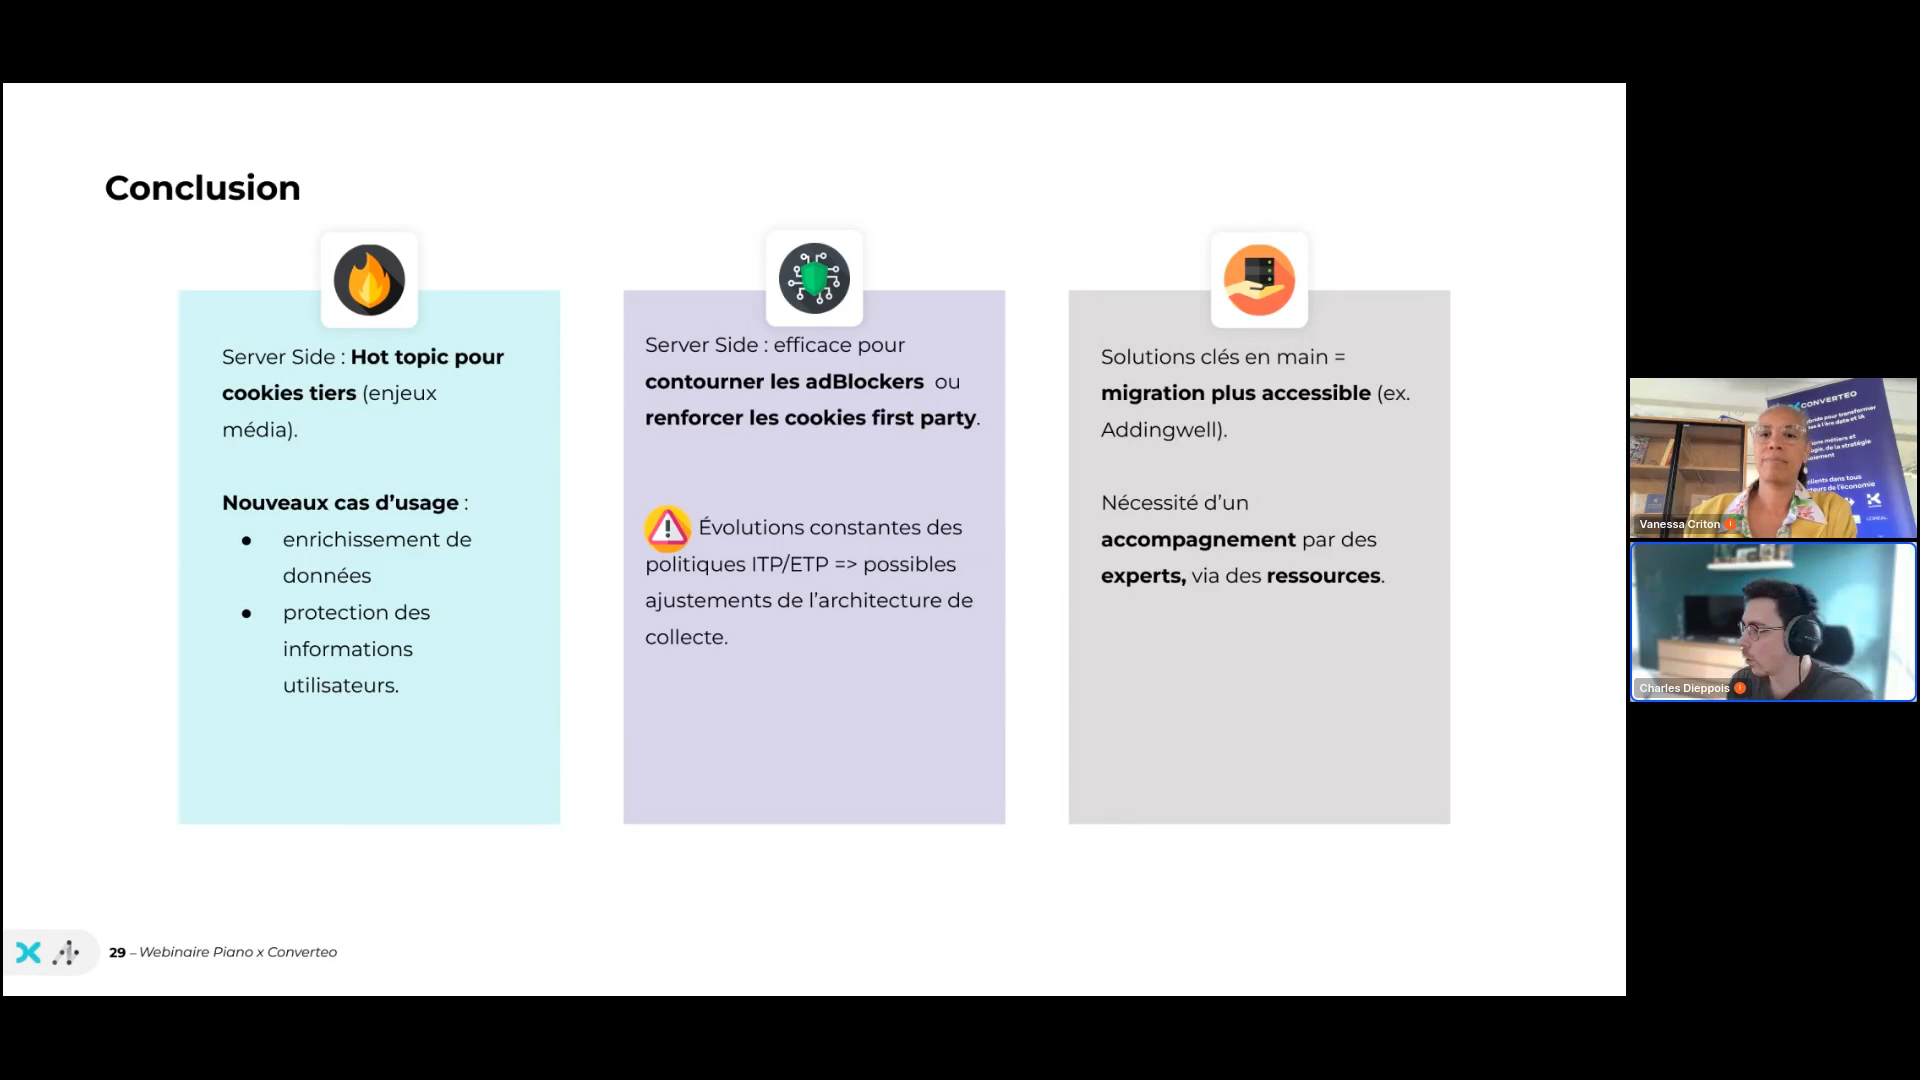 Conclusion
Server Side : Hot topic pour
cookies tiers (enjeux
média).
Nouveaux cas d’usage :
● enrichissement de
données
● protection des
informations
utilisateurs.
Server Side : efficace pour
contourner les adBlockers ou
renforcer les cookies first party.
Évolutions constantes des
politiques ITP/ETP => possibles
ajustements de l’architecture de
collecte.
Solutions clés en main =
migration plus accessible (ex.
Addingwell).
Nécessité d’un
accompagnement par des
experts, via des ressources.
29 – Webinaire Piano x Converteo
CONVERTEO
Vanessa Criton
Charles Dieppois